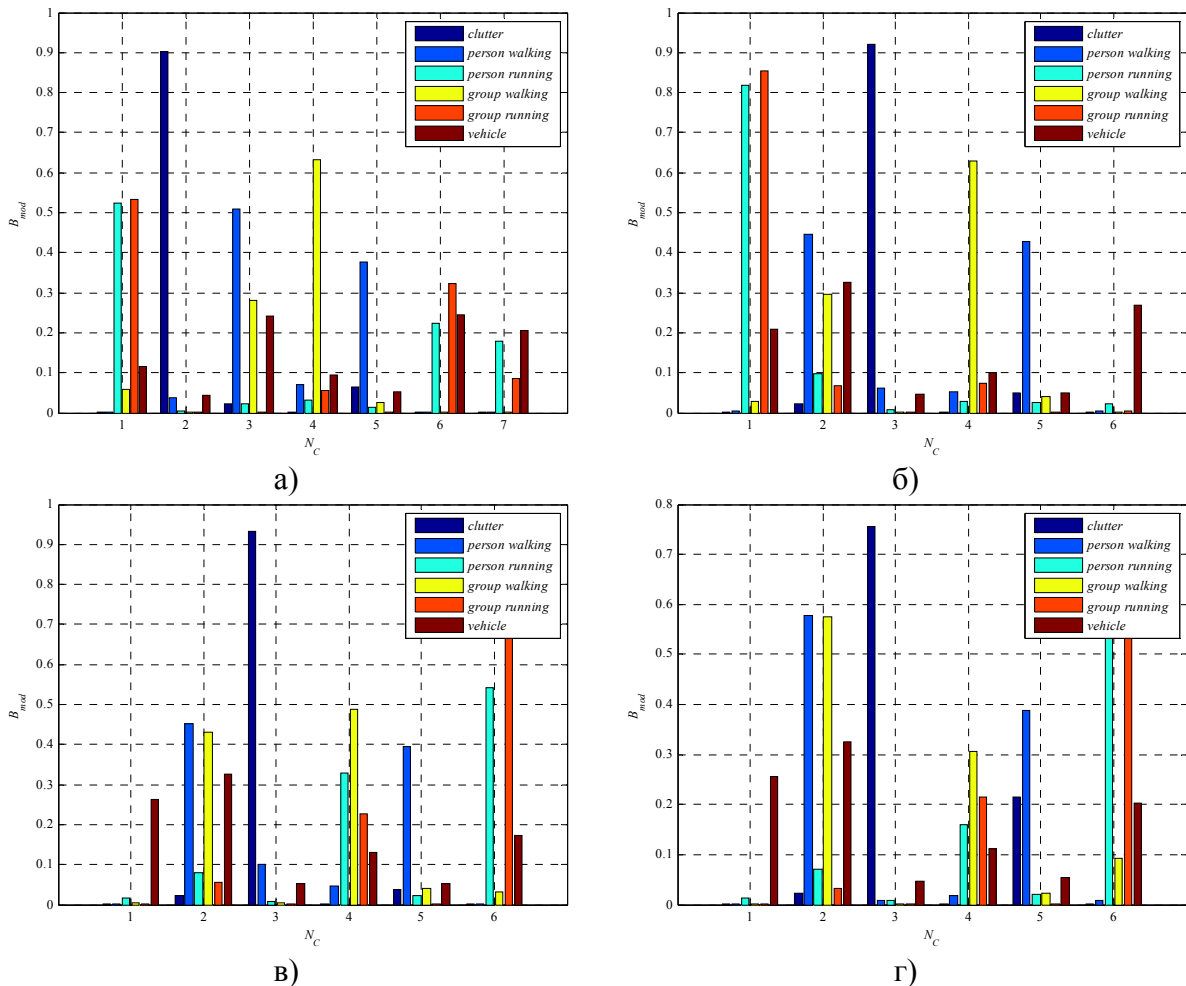 1
0.9
0.8
0.7
0.6
0.5
0.4
0.3
0.2
0.1
0
B_mod
1 2 3 4 5 6 7
N_C
clutter
person walking
person running
group walking
group running
vehicle
а)
1
0.9
0.8
0.7
0.6
0.5
0.4
0.3
0.2
0.1
0
B_mod
1 2 3 4 5 6
N_C
clutter
person walking
person running
group walking
group running
vehicle
б)
1
0.9
0.8
0.7
0.6
0.5
0.4
0.3
0.2
0.1
0
B_mod
1 2 3 4 5 6
N_C
clutter
person walking
person running
group walking
group running
vehicle
в)
0.8
0.7
0.6
0.5
0.4
0.3
0.2
0.1
0
B_mod
1 2 3 4 5 6
N_C
clutter
person walking
person running
group walking
group running
vehicle
г)